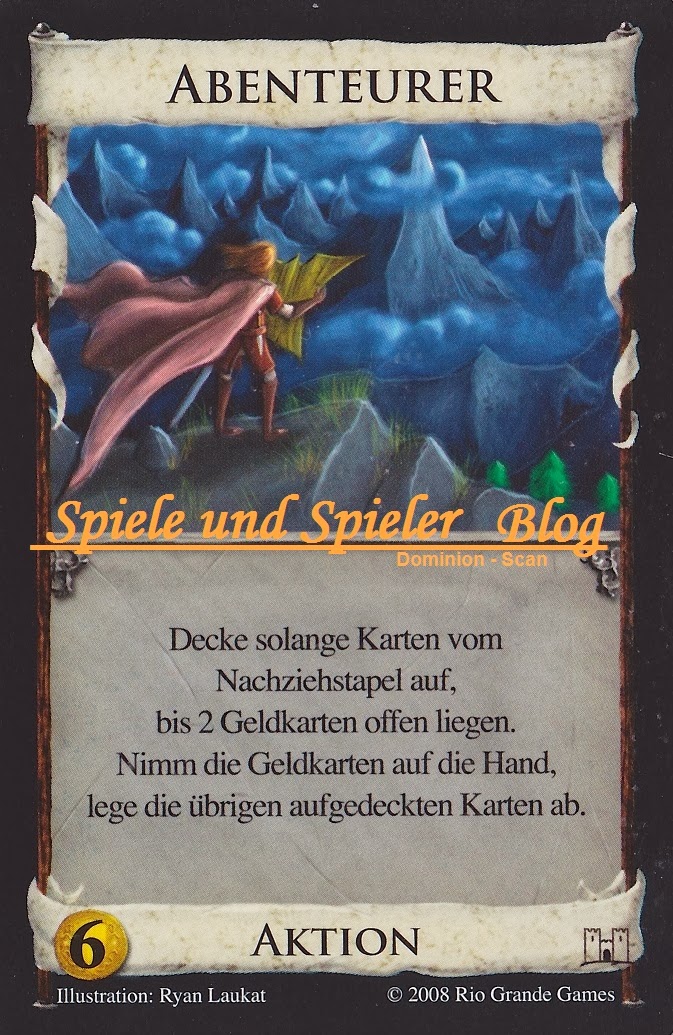 ABENTEURER
Spiele und Spieler Blog
Dominion - Scan
Decke solange Karten vom
Nachziehstapel auf,
bis 2 Geldkarten offen liegen.
Nimm die Geldkarten auf die Hand,
lege die übrigen aufgedeckten Karten ab.
6 AKTION
Illustration: Ryan Laukat © 2008 Rio Grande Games